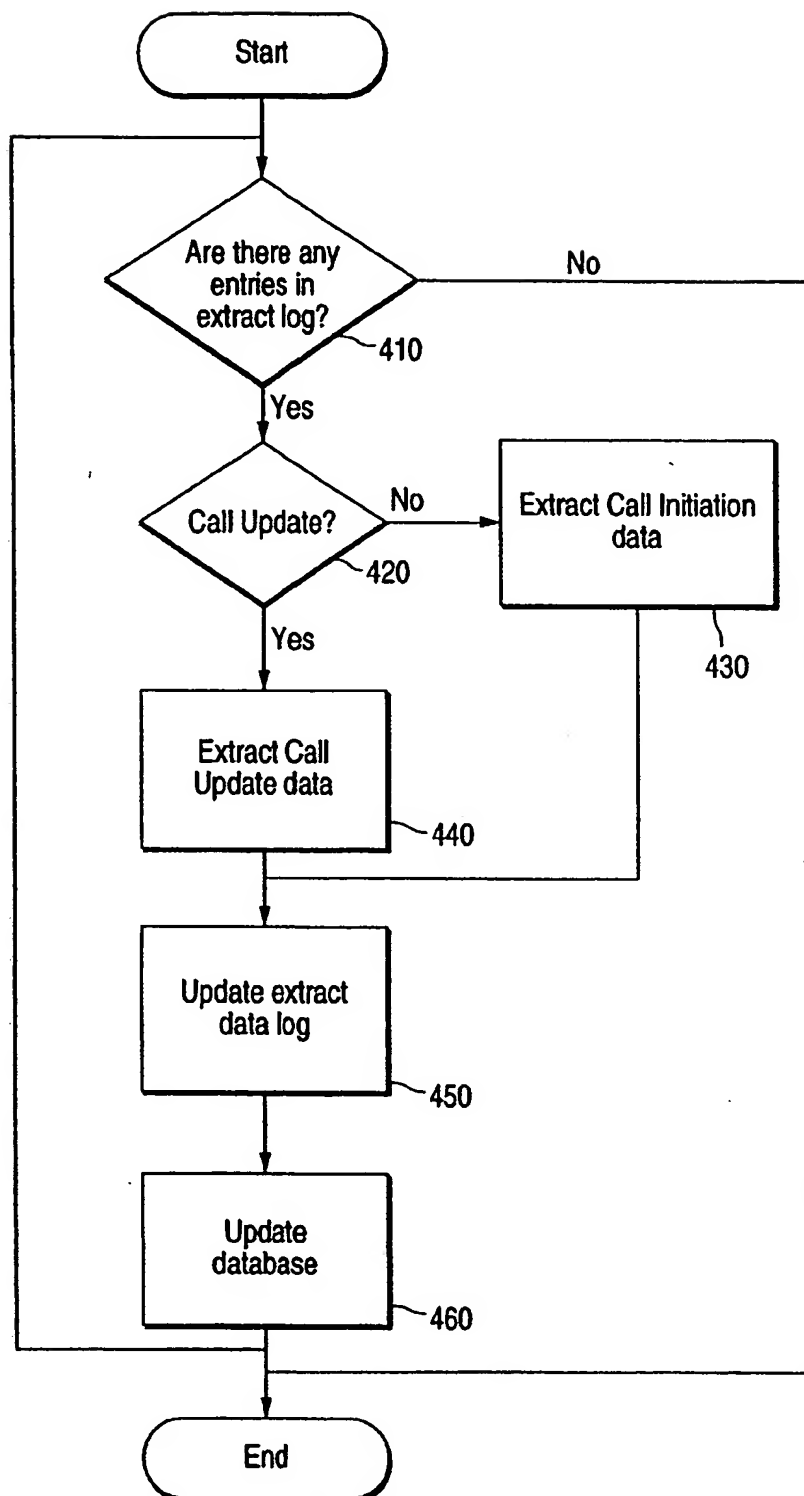 Start
Are there any
entries in
extract log?
410
No
Yes
Call Update?
420
No
Extract Call Initiation
data
430
Yes
Extract Call
Update data
440
Update extract
data log
450
Update
database
460
End